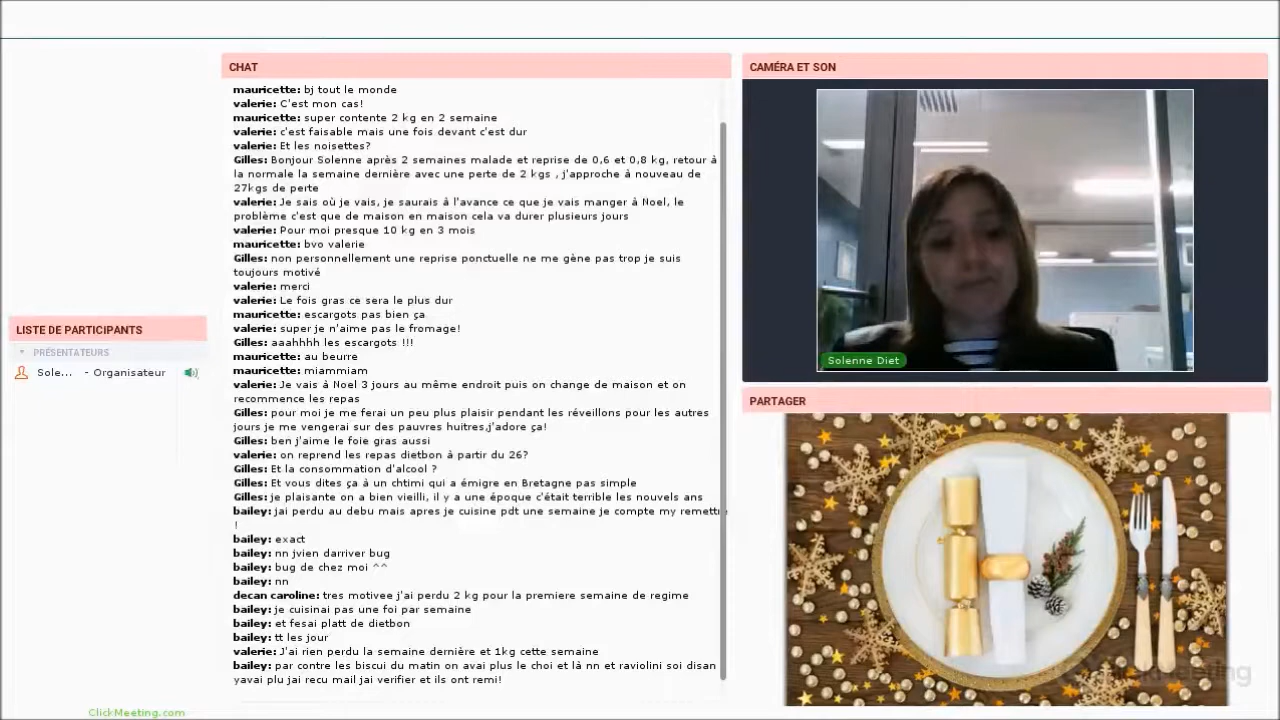 CHAT
mauricette: bj tout le monde
valerie: C'est mon cas!
mauricette: super contente 2 kg en 2 semaine
valerie: c'est faisable mais une fois devant c'est dur
valerie: Et les noisettes?
Gilles: Bonjour Solenne après 2 semaines malade et reprise de 0,6 et 0,8 kg, retour à
la normale la semaine dernière avec une perte de 2 kgs , j'approche à nouveau de
27kgs de perte
valerie: Je sais où je vais, je saurais à l'avance ce que je vais manger à Noel, le
problème c'est que de maison en maison cela va durer plusieurs jours
valerie: Pour moi presque 10 kg en 3 mois
mauricette: bvo valerie
Gilles: non personnellement une reprise ponctuelle ne me gène pas trop je suis
toujours motivé
valerie: merci
valerie: Le fois gras ce sera le plus dur
mauricette: escargots pas bien ça
valerie: super je n'aime pas le fromage!
Gilles: aaahhhh les escargots !!!
mauricette: au beurre
mauricette: miammiam
valerie: Je vais à Noel 3 jours au même endroit puis on change de maison et on
recommence les repas
Gilles: pour moi je me ferai un peu plus plaisir pendant les réveillons pour les autres
jours je me vengerai sur des pauvres huitres,j'adore ça!
Gilles: ben j'aime le foie gras aussi
valerie: on reprend les repas dietbon à partir du 26?
Gilles: Et la consommation d'alcool ?
Gilles: Et vous dites ça à un chtimi qui a émigre en Bretagne pas simple
Gilles: je plaisante on a bien vieilli, il y a une époque c'était terrible les nouvels ans
bailey: jai perdu au debu mais apres je cuisine pdt une semaine je compte my remettre
!
bailey: exact
bailey: nn jvien darriver bug
bailey: bug de chez moi ^^
bailey: nn
decan caroline: tres motivee j'ai perdu 2 kg pour la premiere semaine de regime
bailey: je cuisinai pas une foi par semaine
bailey: et fesai platt de dietbon
bailey: tt les jour
valerie: J'ai rien perdu la semaine dernière et 1kg cette semaine
bailey: par contre les biscui du matin on avai plus le choi et là nn et raviolini soi disan
yavai plu jai recu mail jai verifier et ils ont remi!
LISTE DE PARTICIPANTS
PRÉSENTATEURS
Sole... - Organisateur
CAMÉRA ET SON
Solenne Diet
PARTAGER
ClickMeeting
ClickMeeting.com